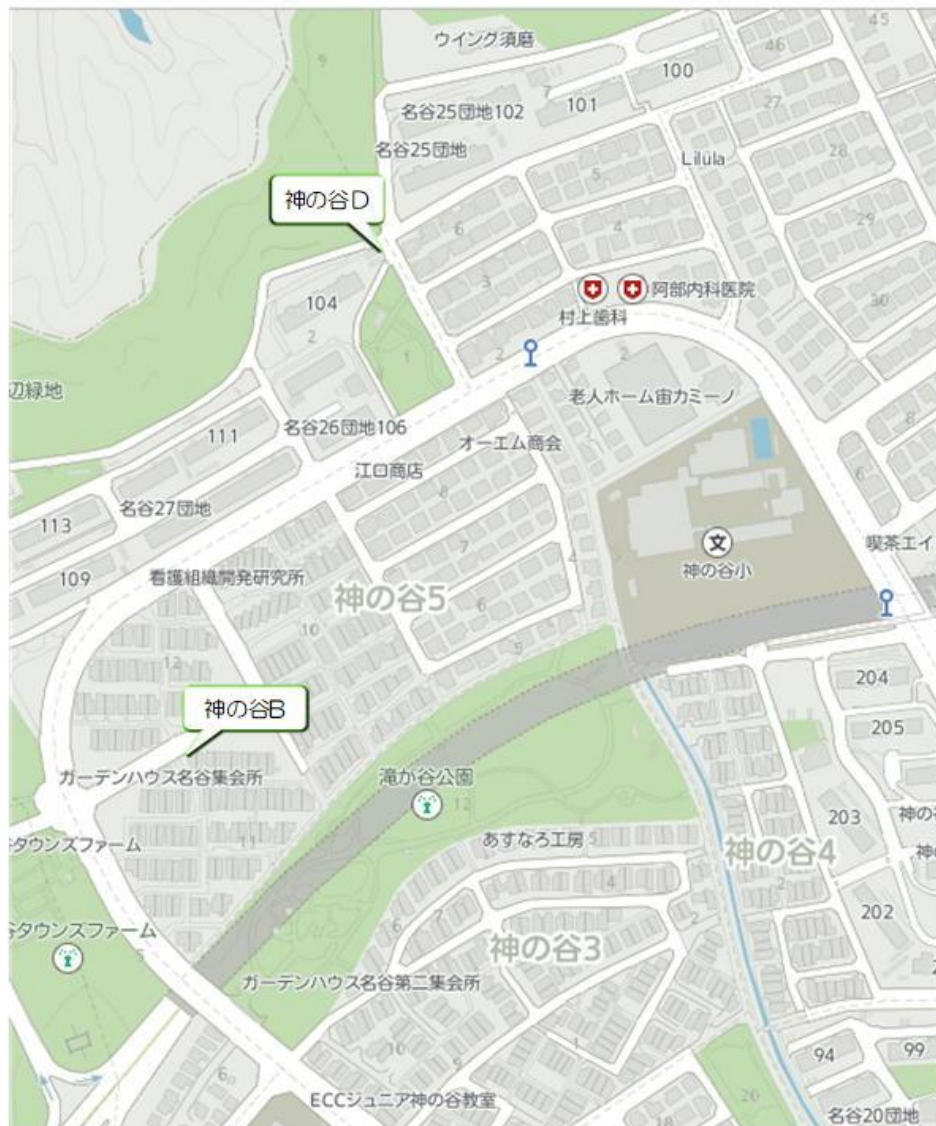 ウイング須磨
45
46
9
100
7
101
27
名谷25団地102
名谷25団地
Lilüla
28
5
神の谷D
6
4
29
3
104
2
阿部内科医院
30
村上歯科
2
2
1
辺緑地
老人ホーム宙カミーノ
名谷26団地106
111
オーエム商会
8
江口商店
8
6
名谷27団地
113
7
喫茶エイ
文
神の谷小
4
109
看護組織開発研究所
神の谷5
6
10
5
12
204
神の谷B
205
ガーデンハウス名谷集会所
滝が谷公園
12
203
タウンズファーム
11
あすなろ工房
5
神の谷4
4
2
谷タウンズファーム
6
7
2
202
神の谷3
5
ガーデンハウス名谷第二集会所
10
9
1
94
99
6
20
ECCジュニア神の谷教室
18
名谷20団地